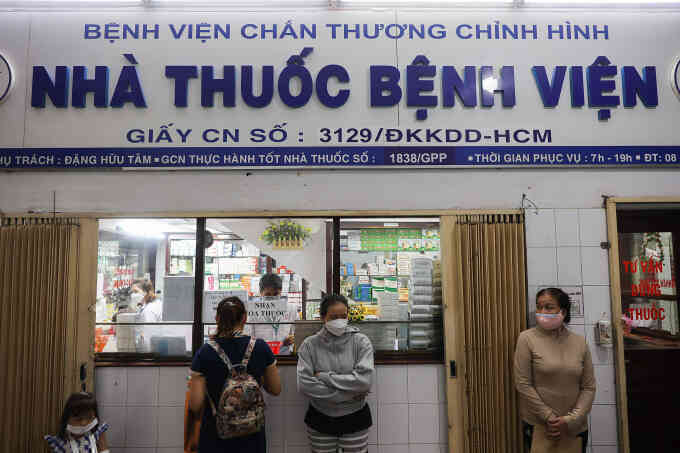 BỆNH VIỆN CHẤN THƯƠNG CHỈNH HÌNH
NHÀ THUỐC BỆNH VIỆN
GIẤY CN SỐ : 3129/ĐKKDD-HCM
Ụ TRÁCH : ĐẶNG HỮU TÂM ▪ GCN THỰC HÀNH TỐT NHÀ THUỐC SỐ : 1838/GPP ▪ THỜI GIAN PHỤC VỤ : 7h - 19h ▪ ĐT: 08
NHẬN
TOA THUỐC
TƯ VẤN
DÙNG
THUỐC